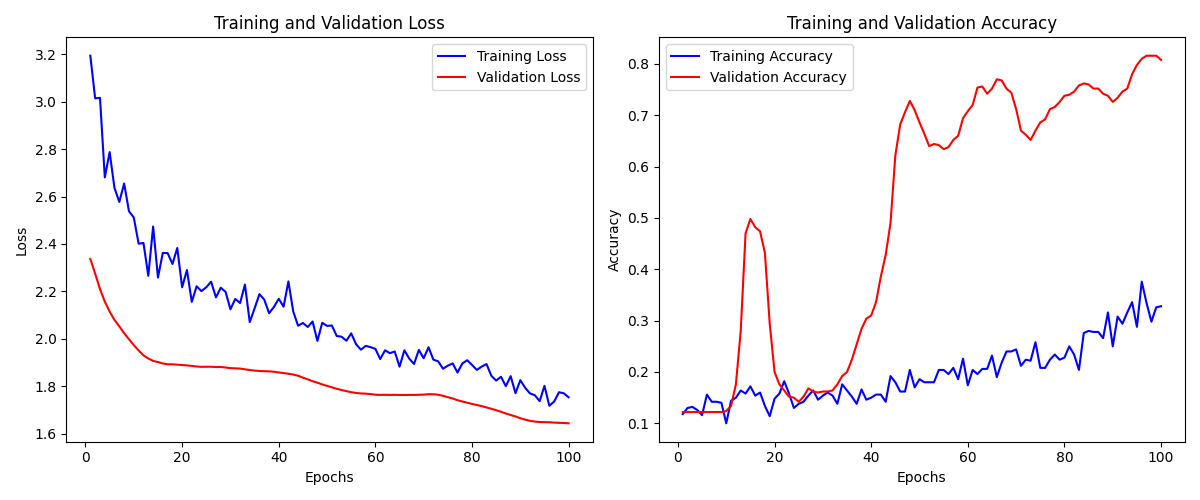 Training and Validation Loss
Training Loss
Validation Loss
3.2
3.0
2.8
2.6
2.4
2.2
2.0
1.8
1.6
Loss
0
20
40
60
80
100
Epochs
Training and Validation Accuracy
Training Accuracy
Validation Accuracy
0.8
0.7
0.6
0.5
0.4
0.3
0.2
0.1
Accuracy
0
20
40
60
80
100
Epochs